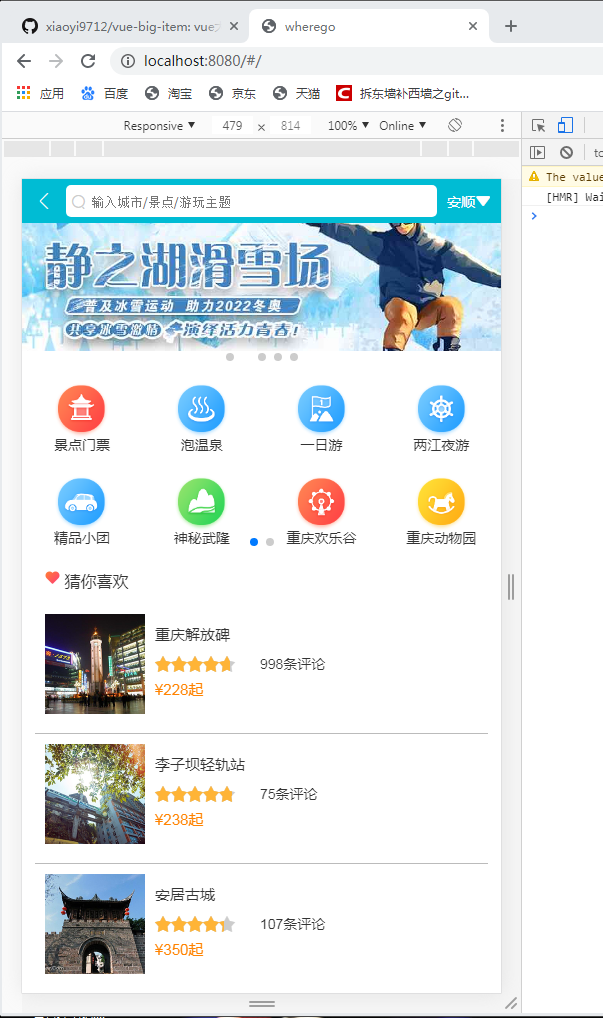 xiaoyi9712/vue-big-item: vue
wherego
localhost:8080/#/
应用 百度 淘宝 京东 天猫 拆东墙补西墙之git...
Responsive 479 × 814 100% Online
The value
[HMR] Wai
输入城市/景点/游玩主题 安顺
静之湖滑雪场
普及冰雪运动 助力2022冬奥
共享冰雪激情 演绎活力青春!
景点门票 泡温泉 一日游 两江夜游
精品小团 神秘武隆 重庆欢乐谷 重庆动物园
猜你喜欢
重庆解放碑
998条评论
¥228起
李子坝轻轨站
75条评论
¥238起
安居古城
107条评论
¥350起